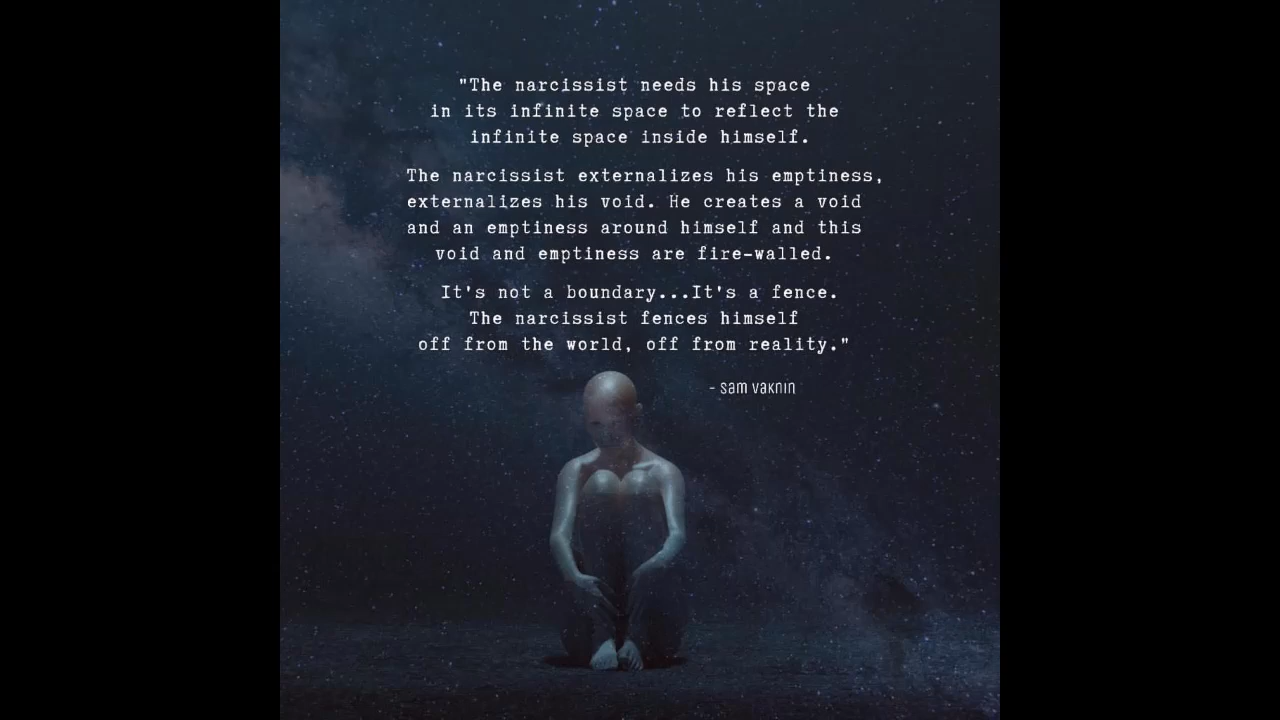 "The narcissist needs his space
in its infinite space to reflect the
infinite space inside himself.
The narcissist externalizes his emptiness,
externalizes his void. He creates a void
and an emptiness around himself and this
void and emptiness are fire-walled.
It's not a boundary...It's a fence.
The narcissist fences himself
off from the world, off from reality."
- sam vaknin